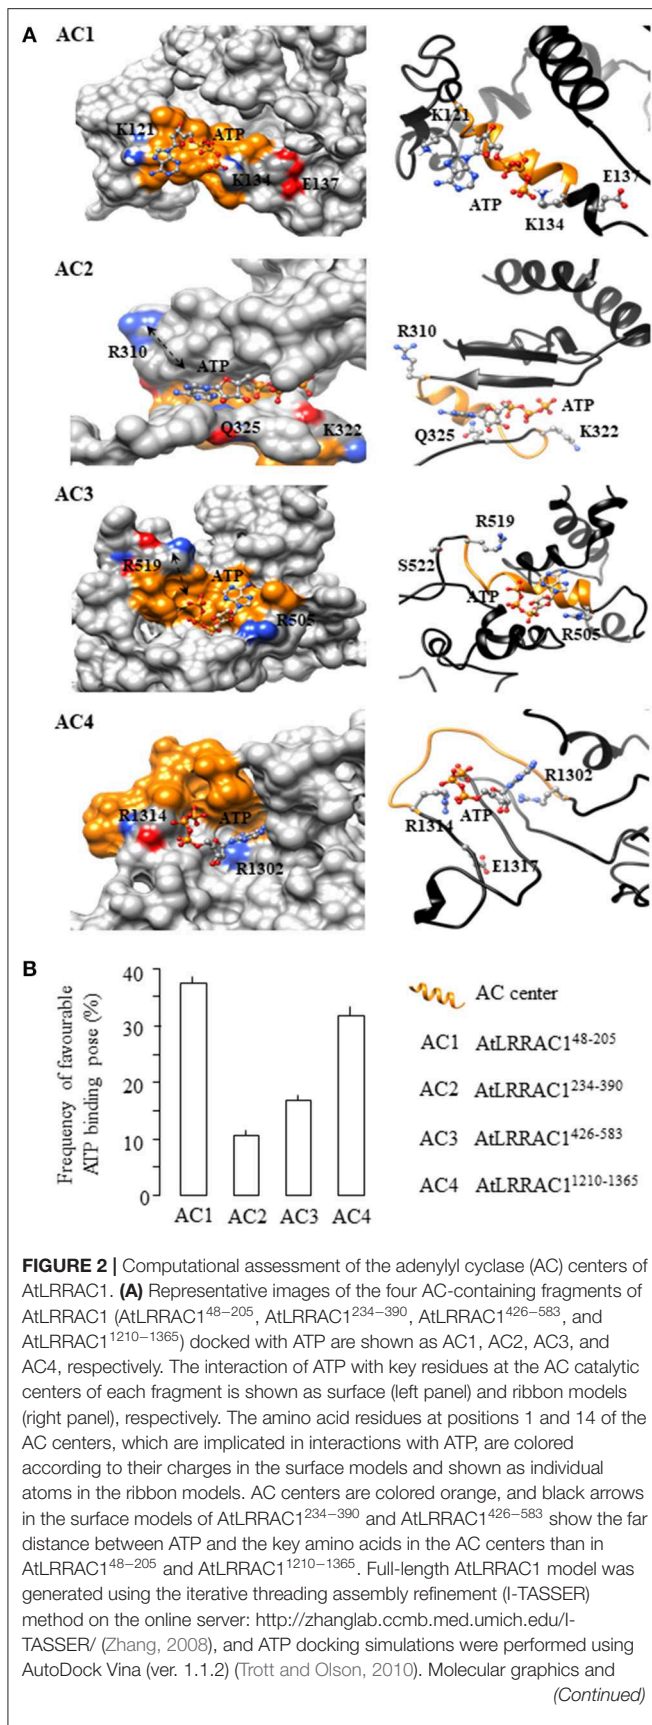 A
AC1
K121
ATP
K134
E137
K121
ATP
K134
E137
AC2
R310
ATP
Q325
K322
R310
ATP
Q325
K322
AC3
R519
ATP
R505
R519
S522
ATP
R505
AC4
R1314
ATP
R1302
R1302
R1314
ATP
E1317
B
Frequency of favourable
ATP binding pose (%)
40
30
20
10
0
AC1 AC2 AC3 AC4
AC center
AC1 AtLRRAC1^48-205
AC2 AtLRRAC1^234-390
AC3 AtLRRAC1^426-583
AC4 AtLRRAC1^1210-1365
FIGURE 2 | Computational assessment of the adenylyl cyclase (AC) centers of
AtLRRAC1. (A) Representative images of the four AC-containing fragments of
AtLRRAC1 (AtLRRAC1^48−205, AtLRRAC1^234−390, AtLRRAC1^426−583, and
AtLRRAC1^1210−1365) docked with ATP are shown as AC1, AC2, AC3, and
AC4, respectively. The interaction of ATP with key residues at the AC catalytic
centers of each fragment is shown as surface (left panel) and ribbon models
(right panel), respectively. The amino acid residues at positions 1 and 14 of the
AC centers, which are implicated in interactions with ATP, are colored
according to their charges in the surface models and shown as individual
atoms in the ribbon models. AC centers are colored orange, and black arrows
in the surface models of AtLRRAC1^234−390 and AtLRRAC1^426−583 show the far
distance between ATP and the key amino acids in the AC centers than in
AtLRRAC1^48−205 and AtLRRAC1^1210−1365. Full-length AtLRRAC1 model was
generated using the iterative threading assembly refinement (I-TASSER)
method on the online server: http://zhanglab.ccmb.med.umich.edu/I-
TASSER/ (Zhang, 2008), and ATP docking simulations were performed using
AutoDock Vina (ver. 1.1.2) (Trott and Olson, 2010). Molecular graphics and
(Continued)